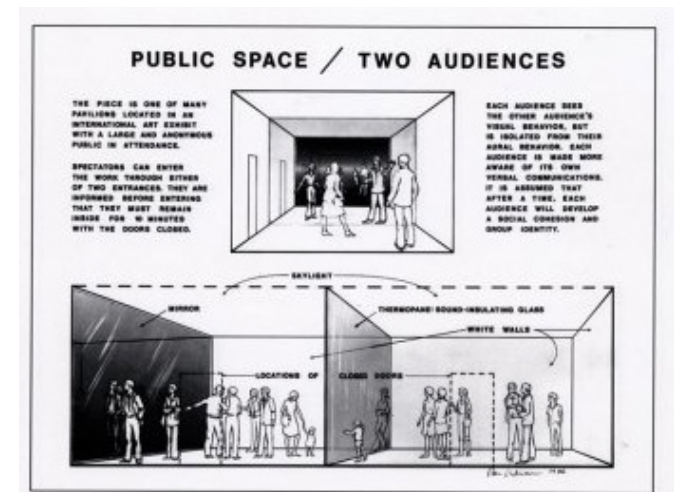 PUBLIC SPACE / TWO AUDIENCES
THE PIECE IS ONE OF MANY
PAVILIONS LOCATED IN AN
INTERNATIONAL ART EXHIBIT
WITH A LARGE AND ANONYMOUS
PUBLIC IN ATTENDANCE.
SPECTATORS CAN ENTER
THE WORK THROUGH EITHER
OF TWO ENTRANCES. THEY ARE
INFORMED BEFORE ENTERING
THAT THEY MUST REMAIN
INSIDE FOR 10 MINUTES
WITH THE DOORS CLOSED.
EACH AUDIENCE SEES
THE OTHER AUDIENCE'S
VISUAL BEHAVIOR, BUT
IS ISOLATED FROM THEIR
AURAL BEHAVIOR. EACH
AUDIENCE IS MADE MORE
AWARE OF ITS OWN
VERBAL COMMUNICATIONS.
IT IS ASSUMED THAT
AFTER A TIME, EACH
AUDIENCE WILL DEVELOP
A SOCIAL COHESION AND
GROUP IDENTITY.
SKYLIGHT
MIRROR
THERMOPANE SOUND-INSULATING GLASS
WHITE WALLS
LOCATIONS OF CLOSED DOORS